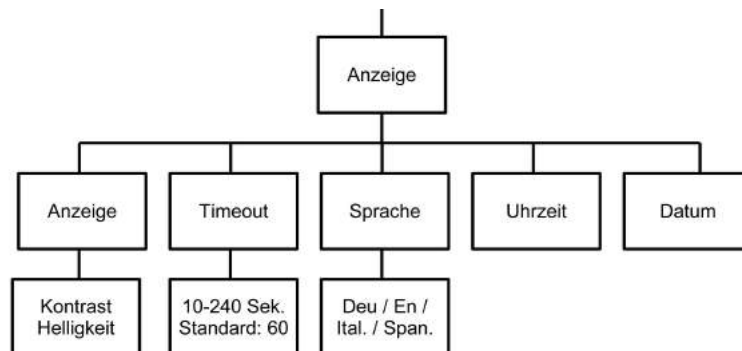 Anzeige
Anzeige
Timeout
Sprache
Uhrzeit
Datum
Kontrast
Helligkeit
10-240 Sek.
Standard: 60
Deu / En /
Ital. / Span.